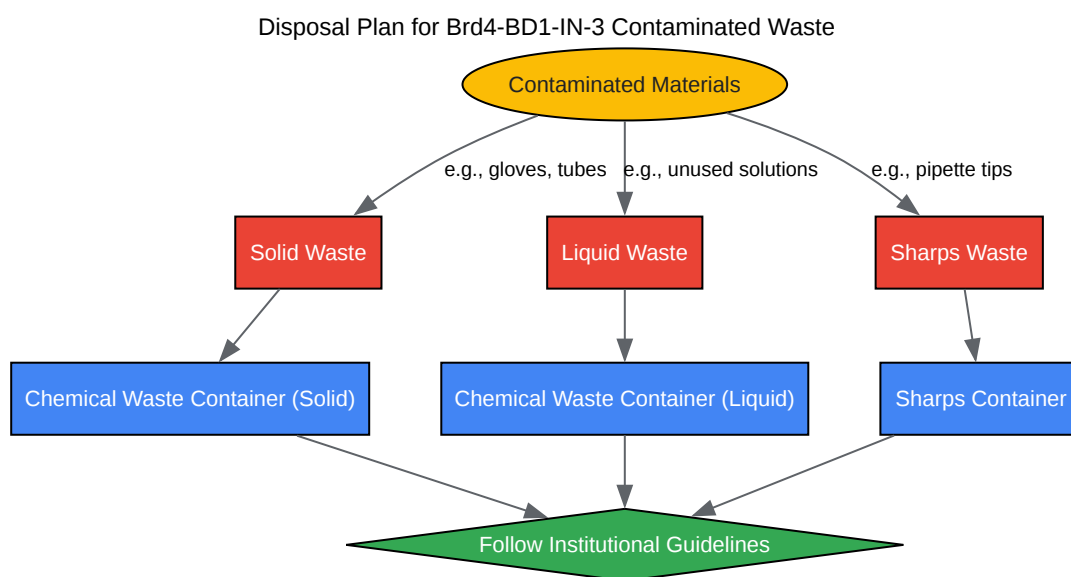 Disposal Plan for Brd4-BD1-IN-3 Contaminated Waste
Contaminated Materials
e.g., gloves, tubes
e.g., unused solutions
e.g., pipette tips
Solid Waste
Liquid Waste
Sharps Waste
Chemical Waste Container (Solid)
Chemical Waste Container (Liquid)
Sharps Container
Follow Institutional Guidelines